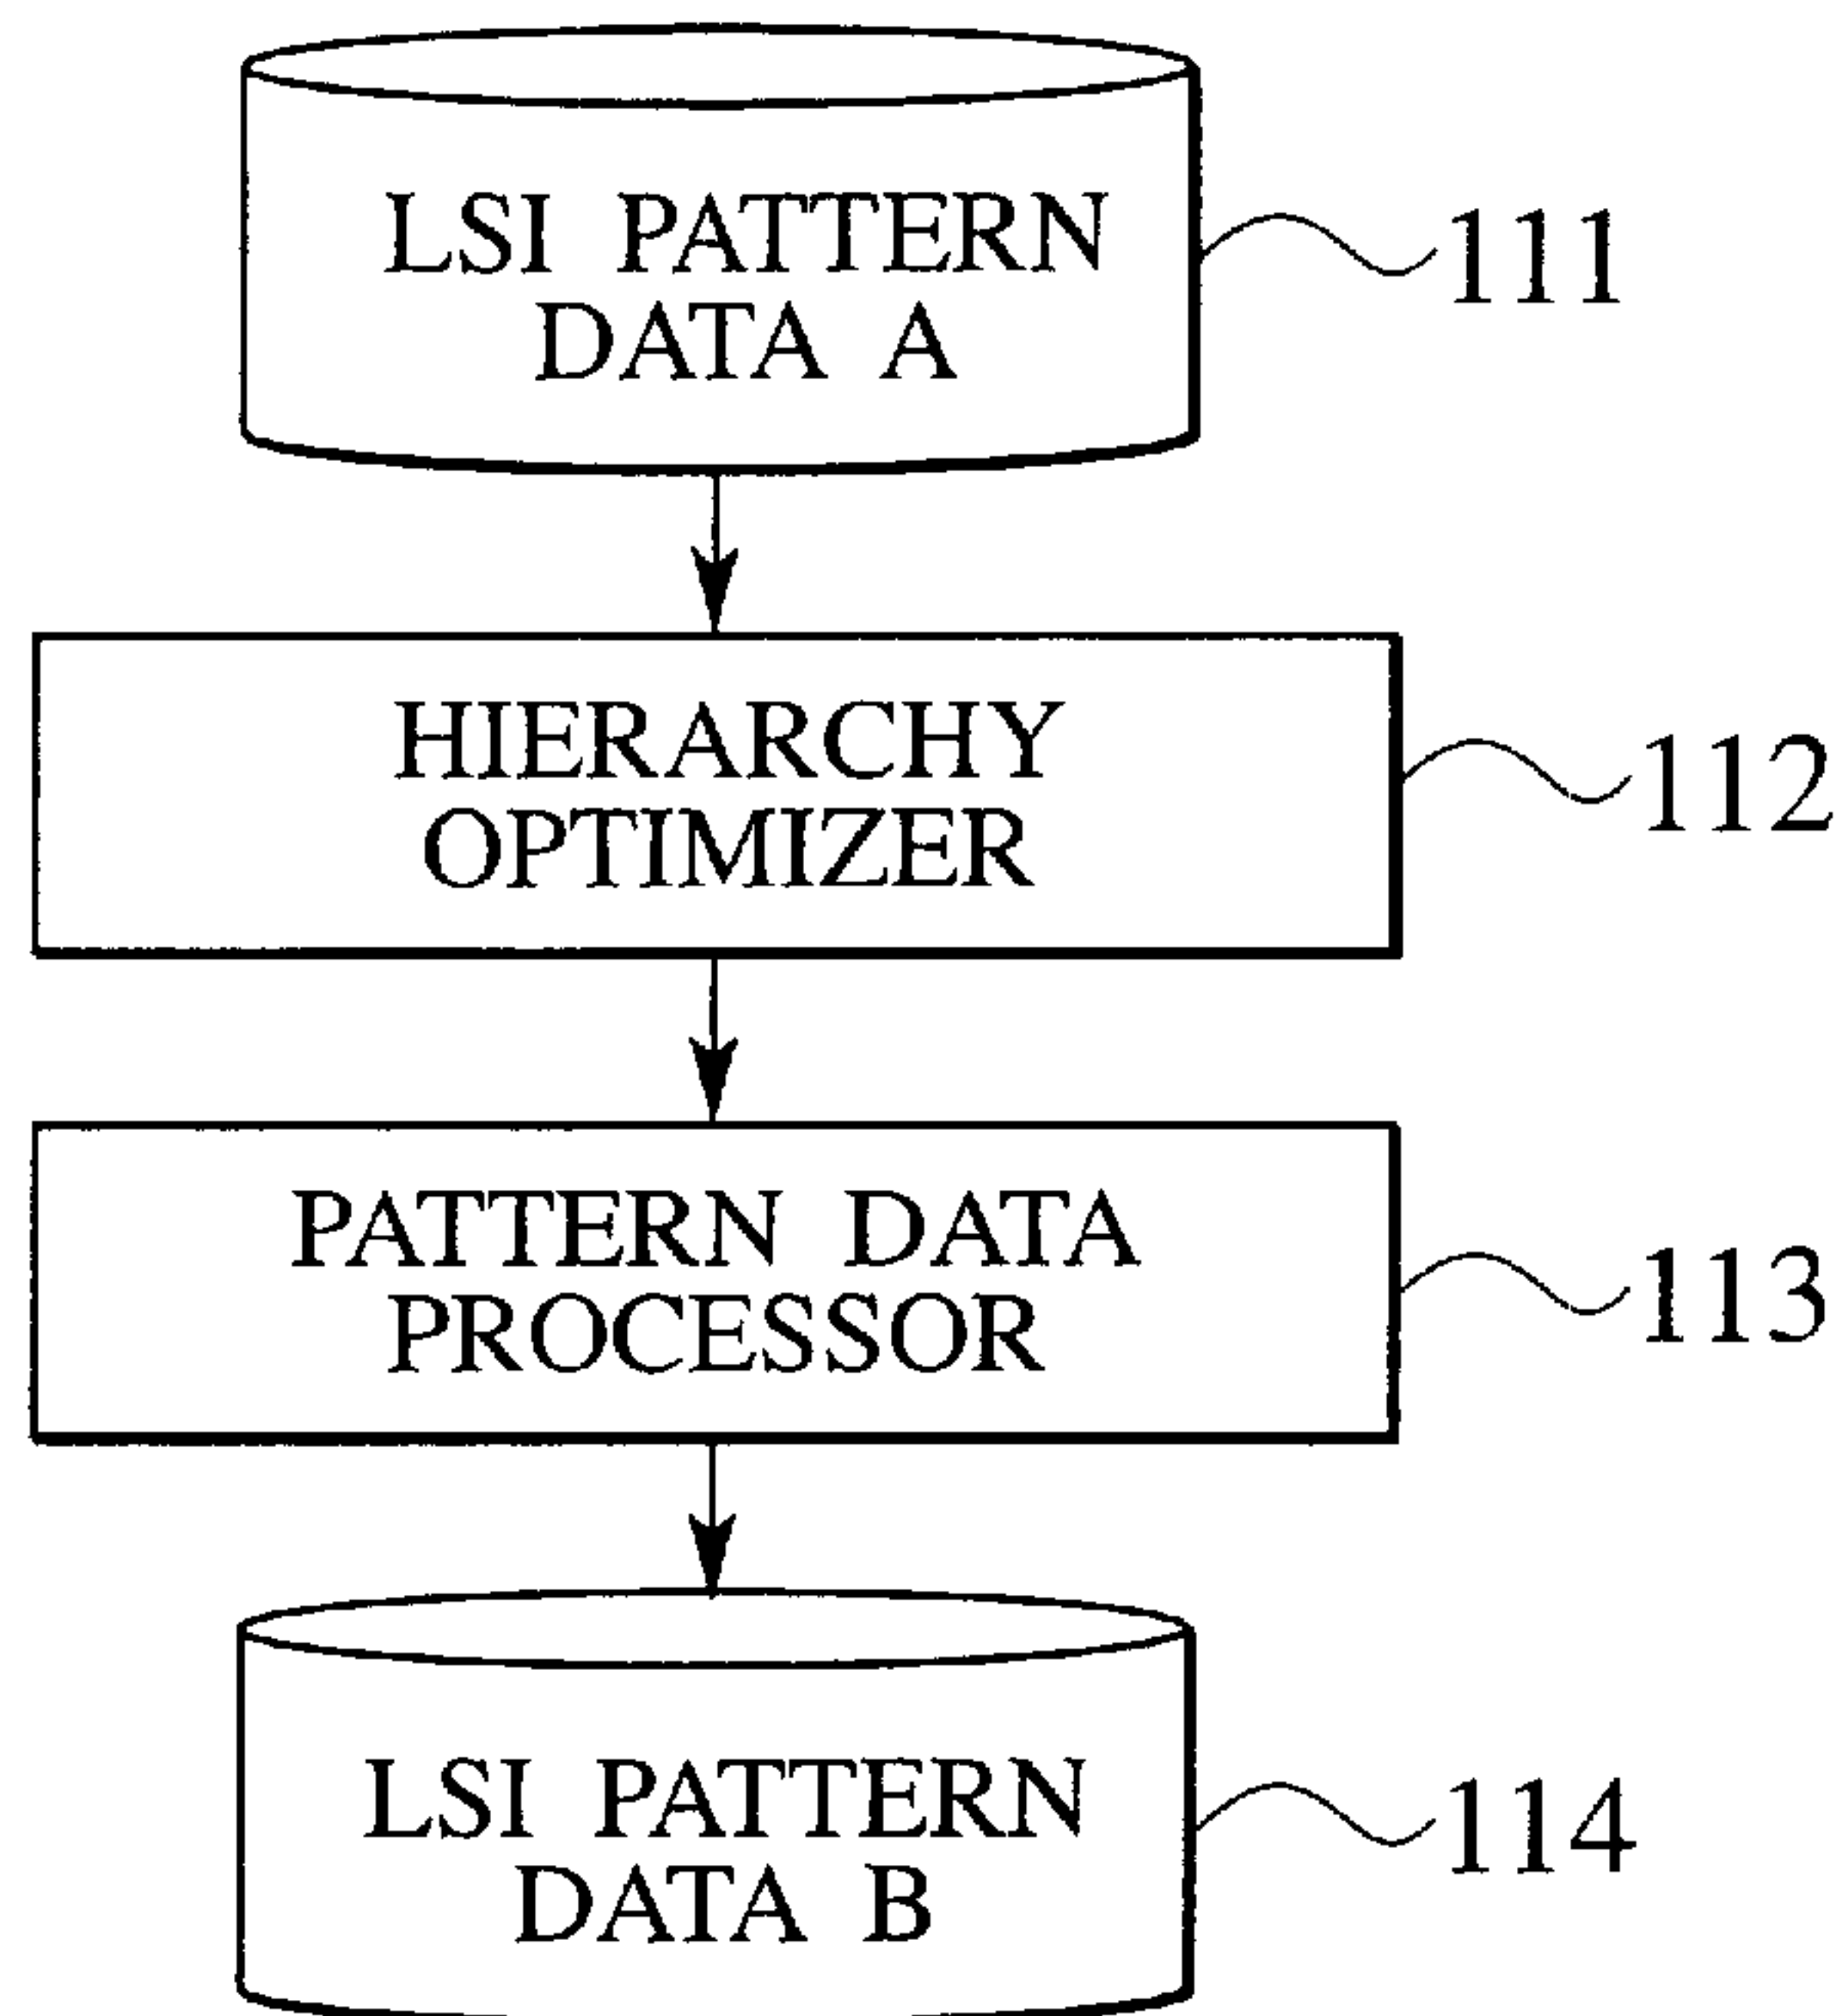 LSI PATTERN
DATA A
111
HIERARCHY
OPTIMIZER
112
PATTERN DATA
PROCESSOR
113
LSI PATTERN
DATA B
114